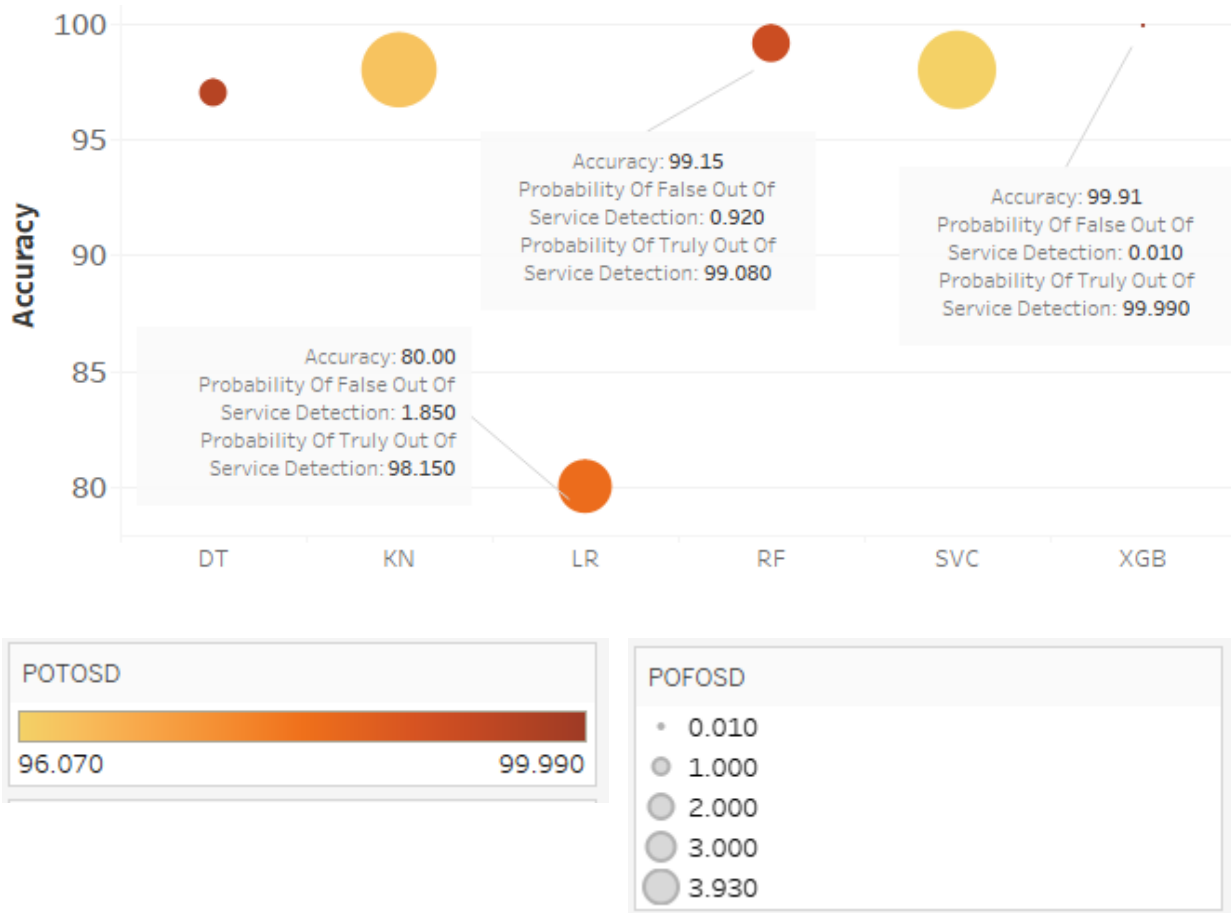 100
95
90
85
80
Accuracy
Accuracy: 99.15
Probability Of False Out Of
Service Detection: 0.920
Probability Of Truly Out Of
Service Detection: 99.080
Accuracy: 99.91
Probability Of False Out Of
Service Detection: 0.010
Probability Of Truly Out Of
Service Detection: 99.990
Accuracy: 80.00
Probability Of False Out Of
Service Detection: 1.850
Probability Of Truly Out Of
Service Detection: 98.150
DT KN LR RF SVC XGB
POTOSD
96.070 99.990
POFOSD
0.010
1.000
2.000
3.000
3.930